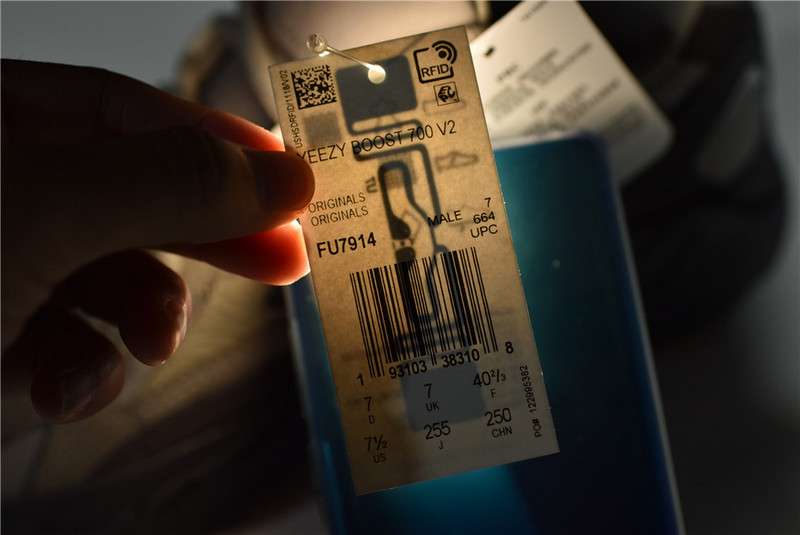 RFID
YEEZY BOOST 700 V2
ORIGINALS
ORIGINALS
FU7914
MALE
7
664
UPC
1 93103 38310 8
7 7 40²/₃
D UK F
7½ 255 250
US J CHN